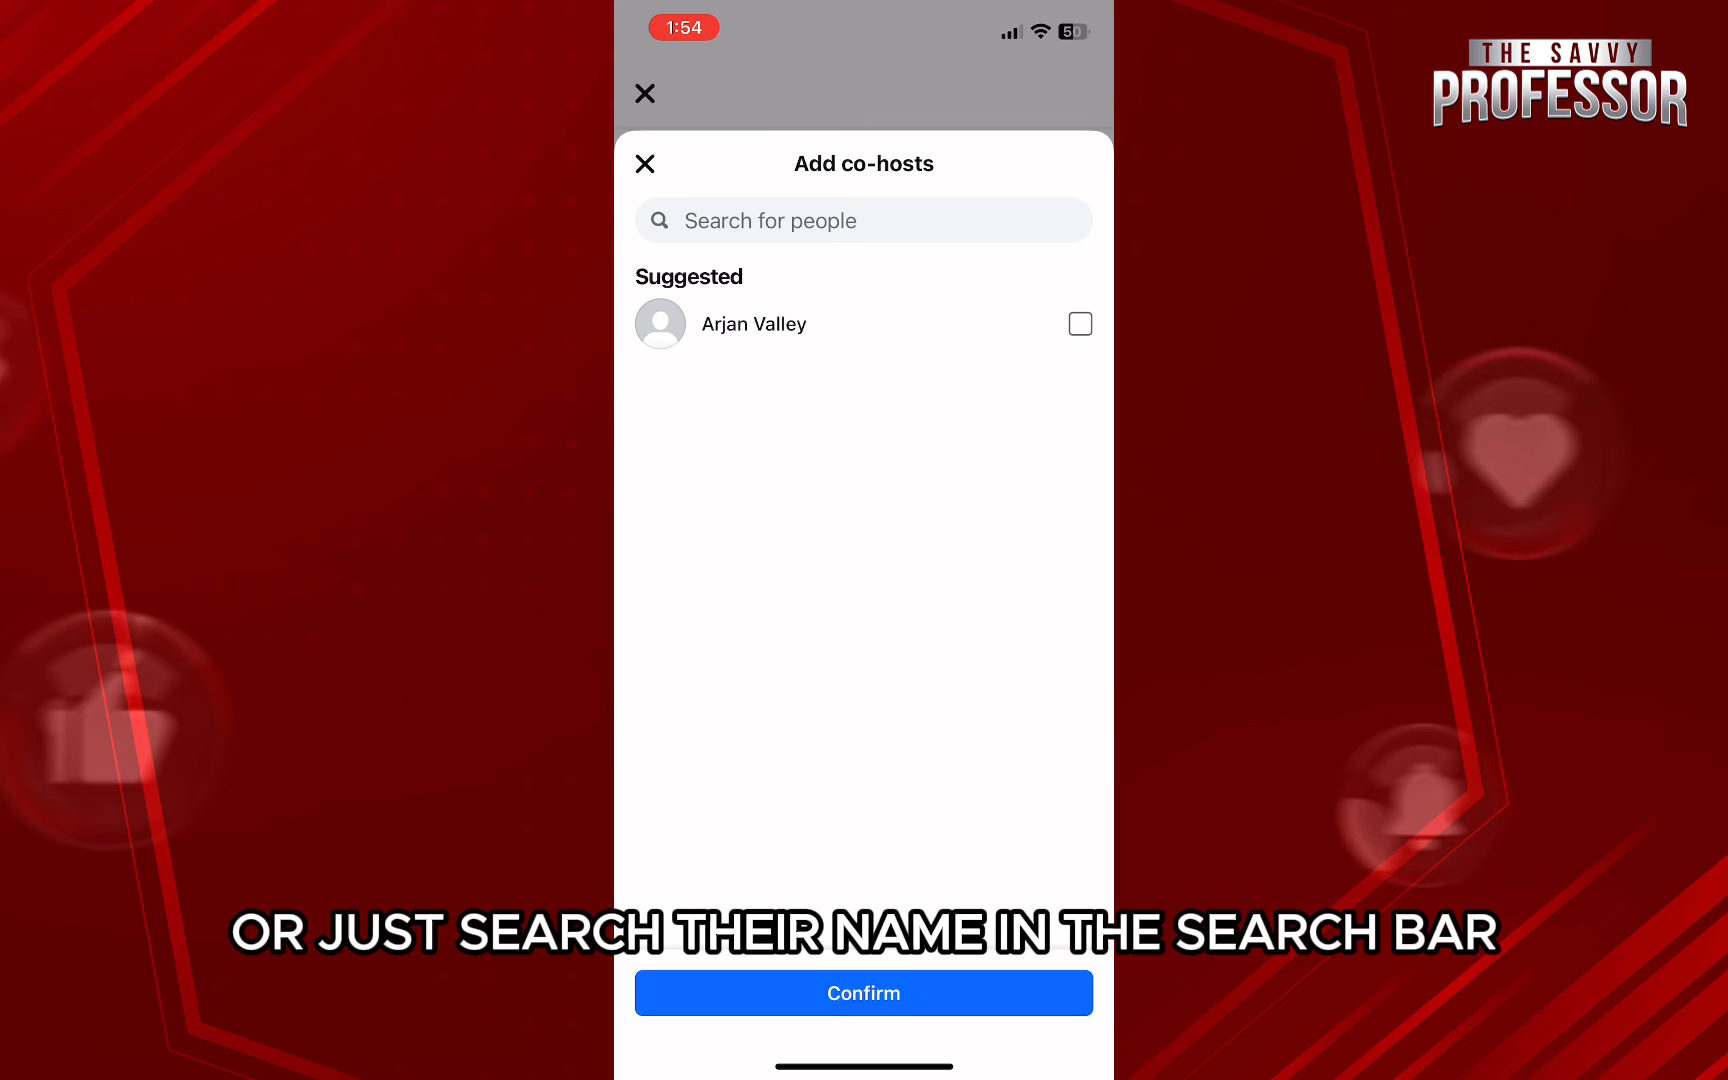 1:54
50
THE SAVVY
PROFESSOR
Add co-hosts
Search for people
Suggested
Arjan Valley
OR JUST SEARCH THEIR NAME IN THE SEARCH BAR
Confirm